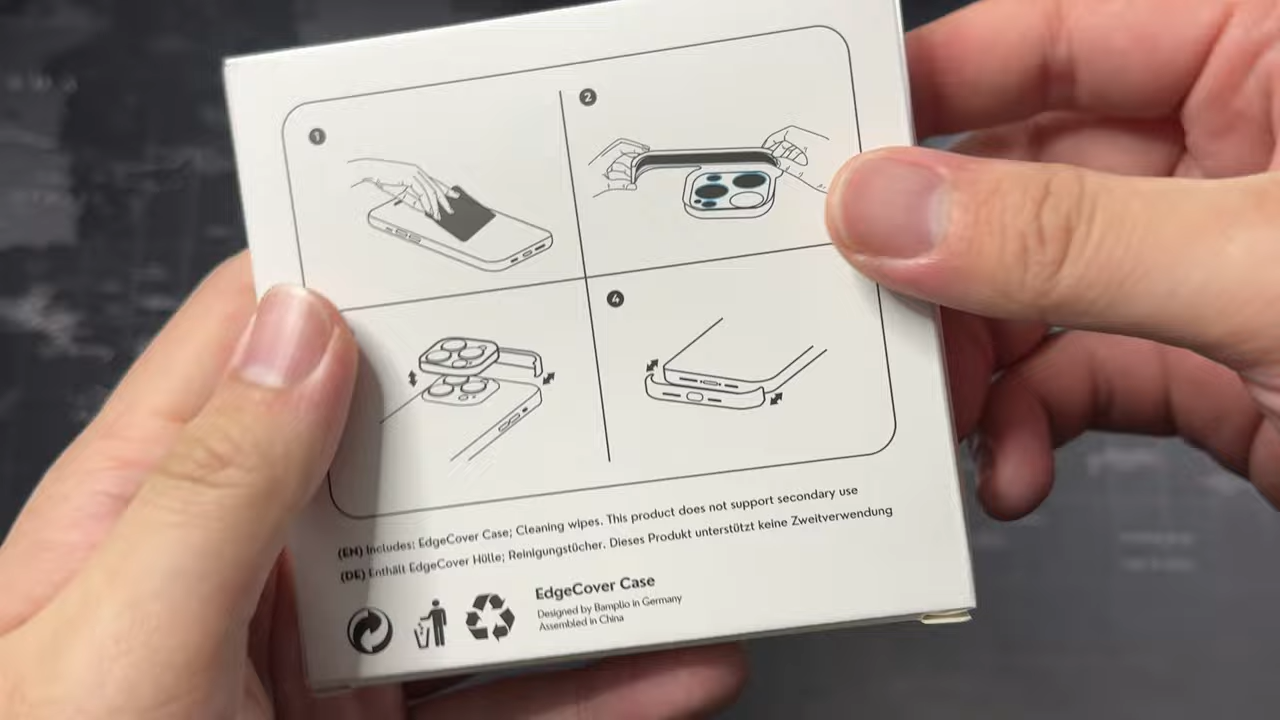 1
2
4
(EN) Includes: EdgeCover Case; Cleaning wipes. This product does not support secondary use
(DE) Enthält EdgeCover Hülle; Reinigungstücher. Dieses Produkt unterstützt keine Zweitverwendung
EdgeCover Case
Designed by Bamplio in Germany
Assembled in China